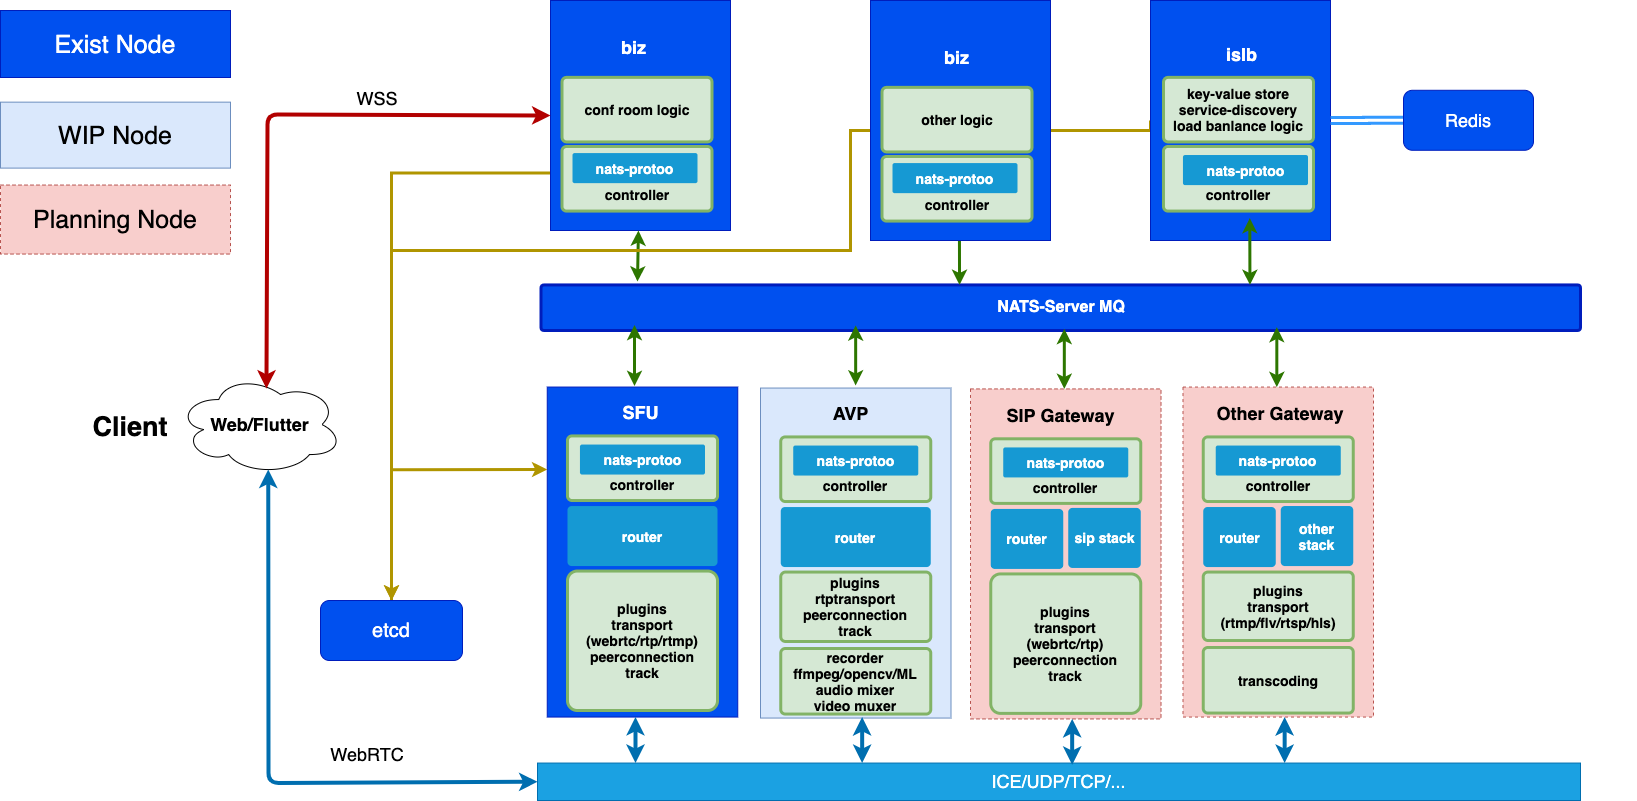 Exist Node
WIP Node
Planning Node
WSS
biz
conf room logic
nats-protoo
controller
biz
other logic
nats-protoo
controller
islb
key-value store
service-discovery
load banlance logic
nats-protoo
controller
Redis
NATS-Server MQ
Client
Web/Flutter
etcd
WebRTC
SFU
nats-protoo
controller
router
plugins
transport
(webrtc/rtp/rtmp)
peerconnection
track
AVP
nats-protoo
controller
router
plugins
rtptransport
peerconnection
track
recorder
ffmpeg/opencv/ML
audio mixer
video muxer
SIP Gateway
nats-protoo
controller
router
sip stack
plugins
transport
(webrtc/rtp)
peerconnection
track
Other Gateway
nats-protoo
controller
router
other
stack
plugins
transport
(rtmp/flv/rtsp/hls)
transcoding
ICE/UDP/TCP/...